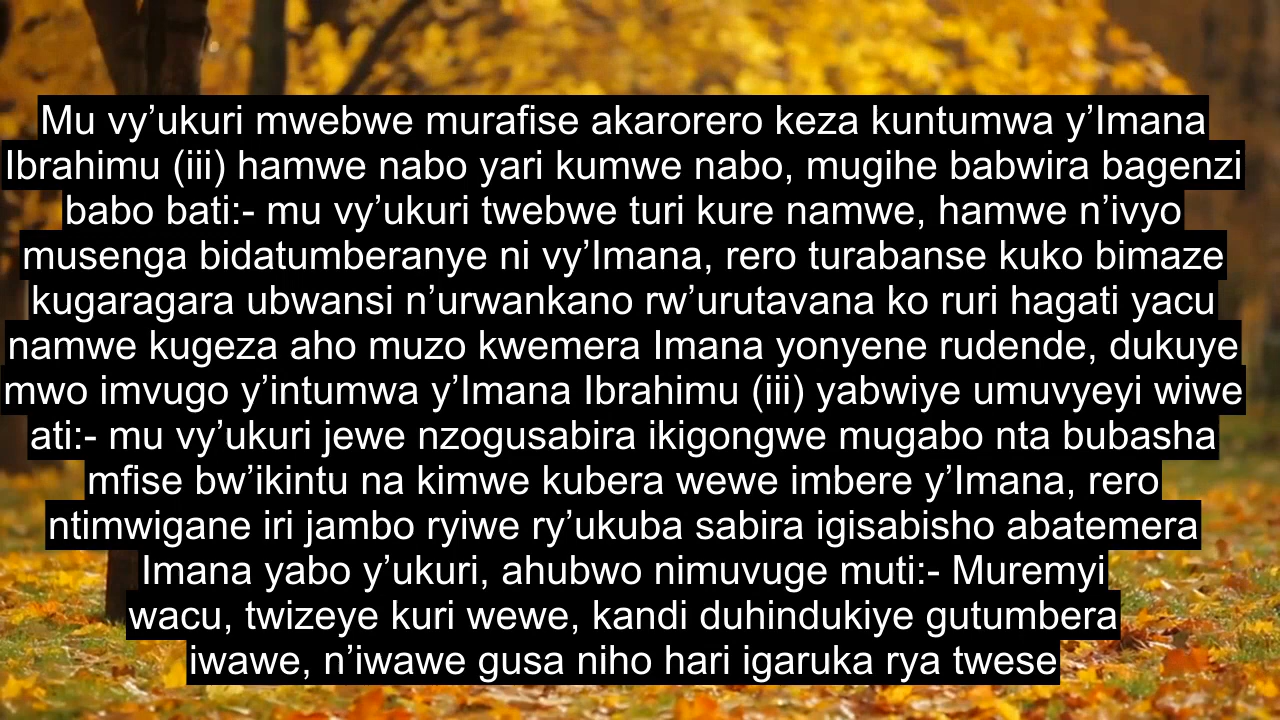 Mu vy’ukuri mwebwe murafise akarorero keza kuntumwa y’Imana
Ibrahimu (iii) hamwe nabo yari kumwe nabo, mugihe babwira bagenzi
babo bati:- mu vy’ukuri twebwe turi kure namwe, hamwe n’ivyo
musenga bidatumberanye ni vy’Imana, rero turabanse kuko bimaze
kugaragara ubwansi n’urwankano rw’urutavana ko ruri hagati yacu
namwe kugeza aho muzo kwemera Imana yonyene rudende, dukuye
mwo imvugo y’intumwa y’Imana Ibrahimu (iii) yabwiye umuvyeyi wiwe
ati:- mu vy’ukuri jewe nzogusabira ikigongwe mugabo nta bubasha
mfise bw’ikintu na kimwe kubera wewe imbere y’Imana, rero
ntimwigane iri jambo ryiwe ry’ukuba sabira igisabisho abatemera
Imana yabo y’ukuri, ahubwo nimuvuge muti:- Muremyi
wacu, twizeye kuri wewe, kandi duhindukiye gutumbera
iwawe, n’iwawe gusa niho hari igaruka rya twese